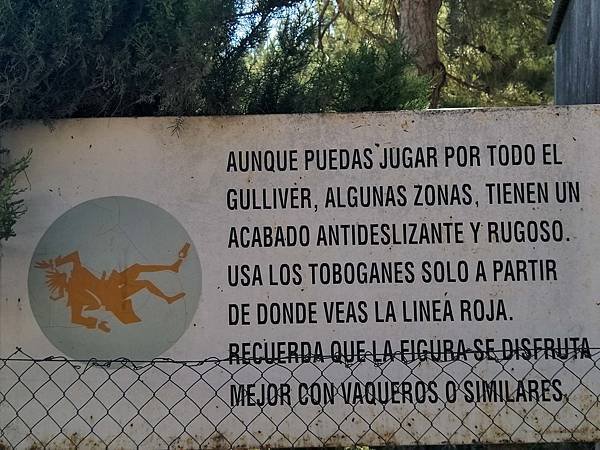 AUNQUE PUEDAS JUGAR POR TODO EL
GULLIVER, ALGUNAS ZONAS, TIENEN UN
ACABADO ANTIDESLIZANTE Y RUGOSO.
USA LOS TOBOGANES SOLO A PARTIR
DE DONDE VEAS LA LINEA ROJA.
RECUERDA QUE LA FIGURA SE DISFRUTA
MEJOR CON VAQUEROS O SIMILARES.